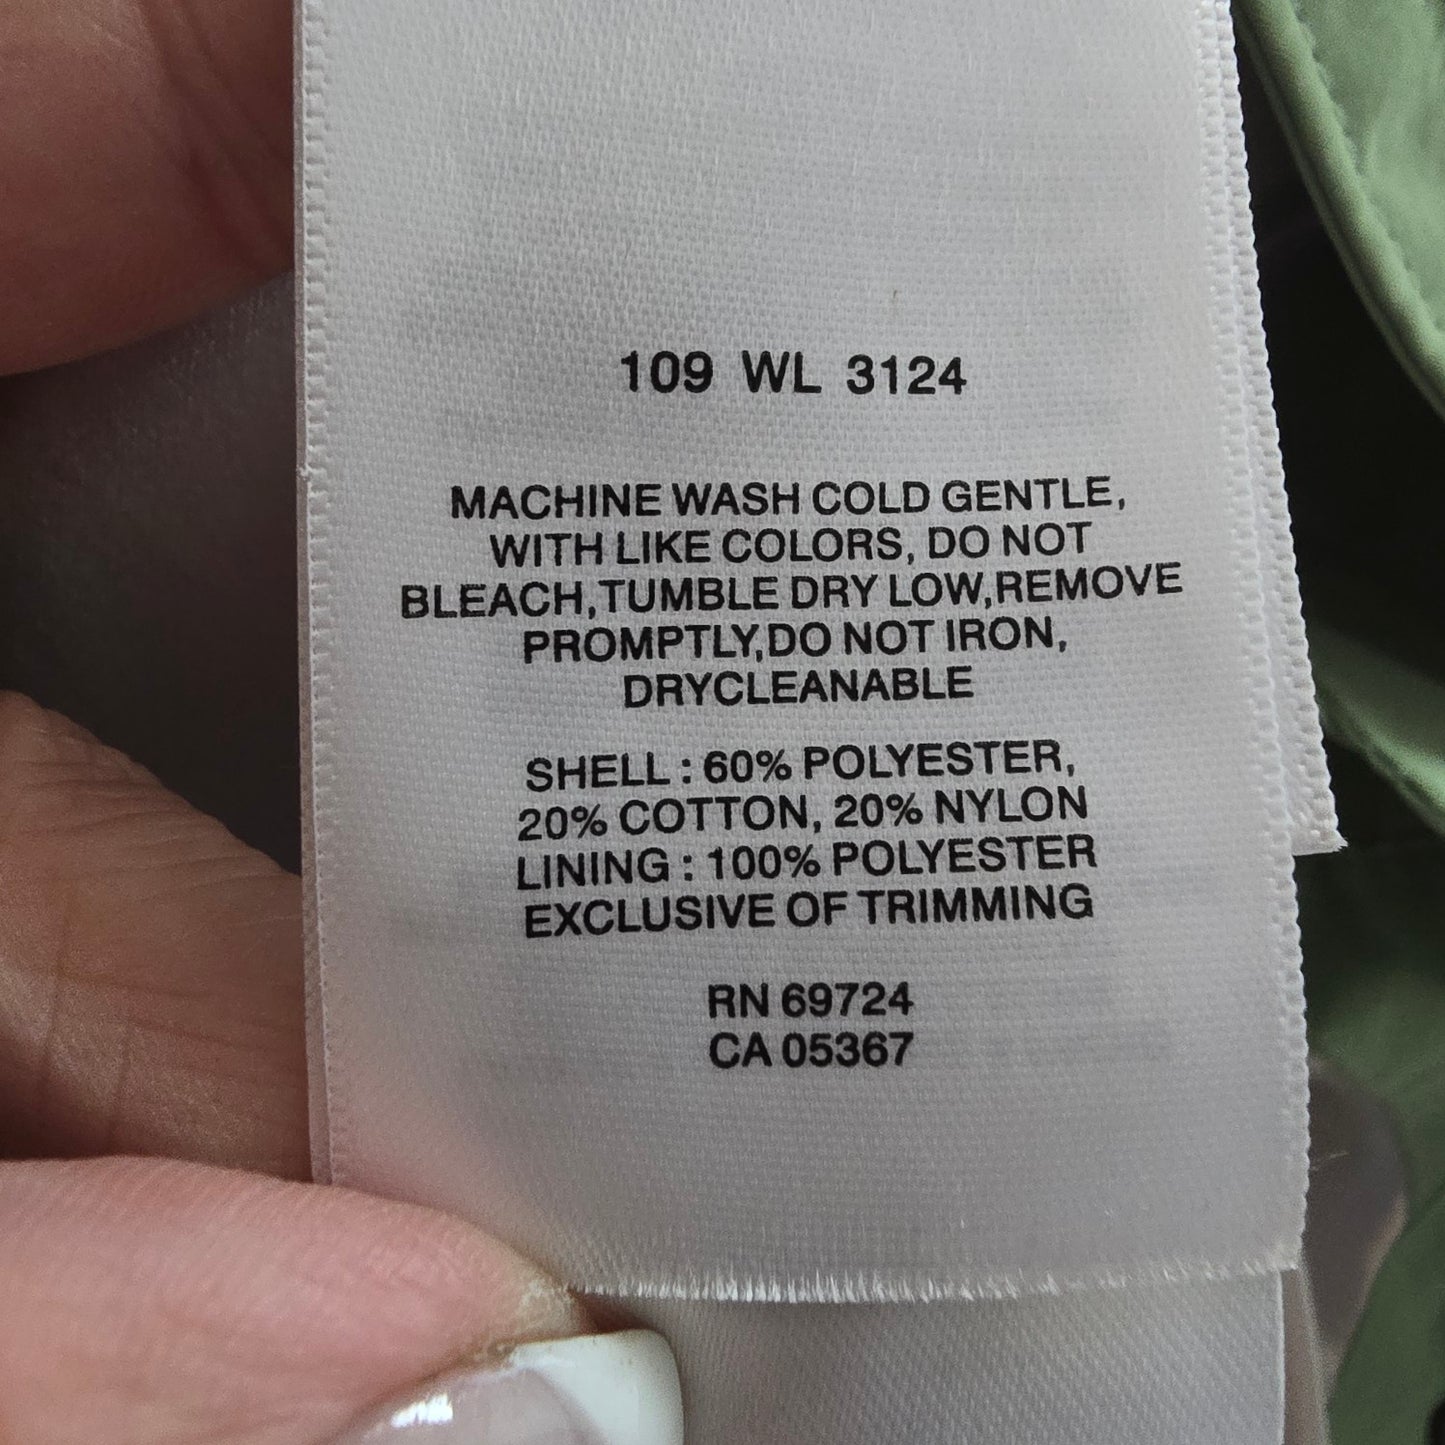 109 WL 3124
MACHINE WASH COLD GENTLE,
WITH LIKE COLORS, DO NOT
BLEACH,TUMBLE DRY LOW,REMOVE
PROMPTLY,DO NOT IRON,
DRYCLEANABLE
SHELL : 60% POLYESTER,
20% COTTON, 20% NYLON
LINING : 100% POLYESTER
EXCLUSIVE OF TRIMMING
RN 69724
CA 05367